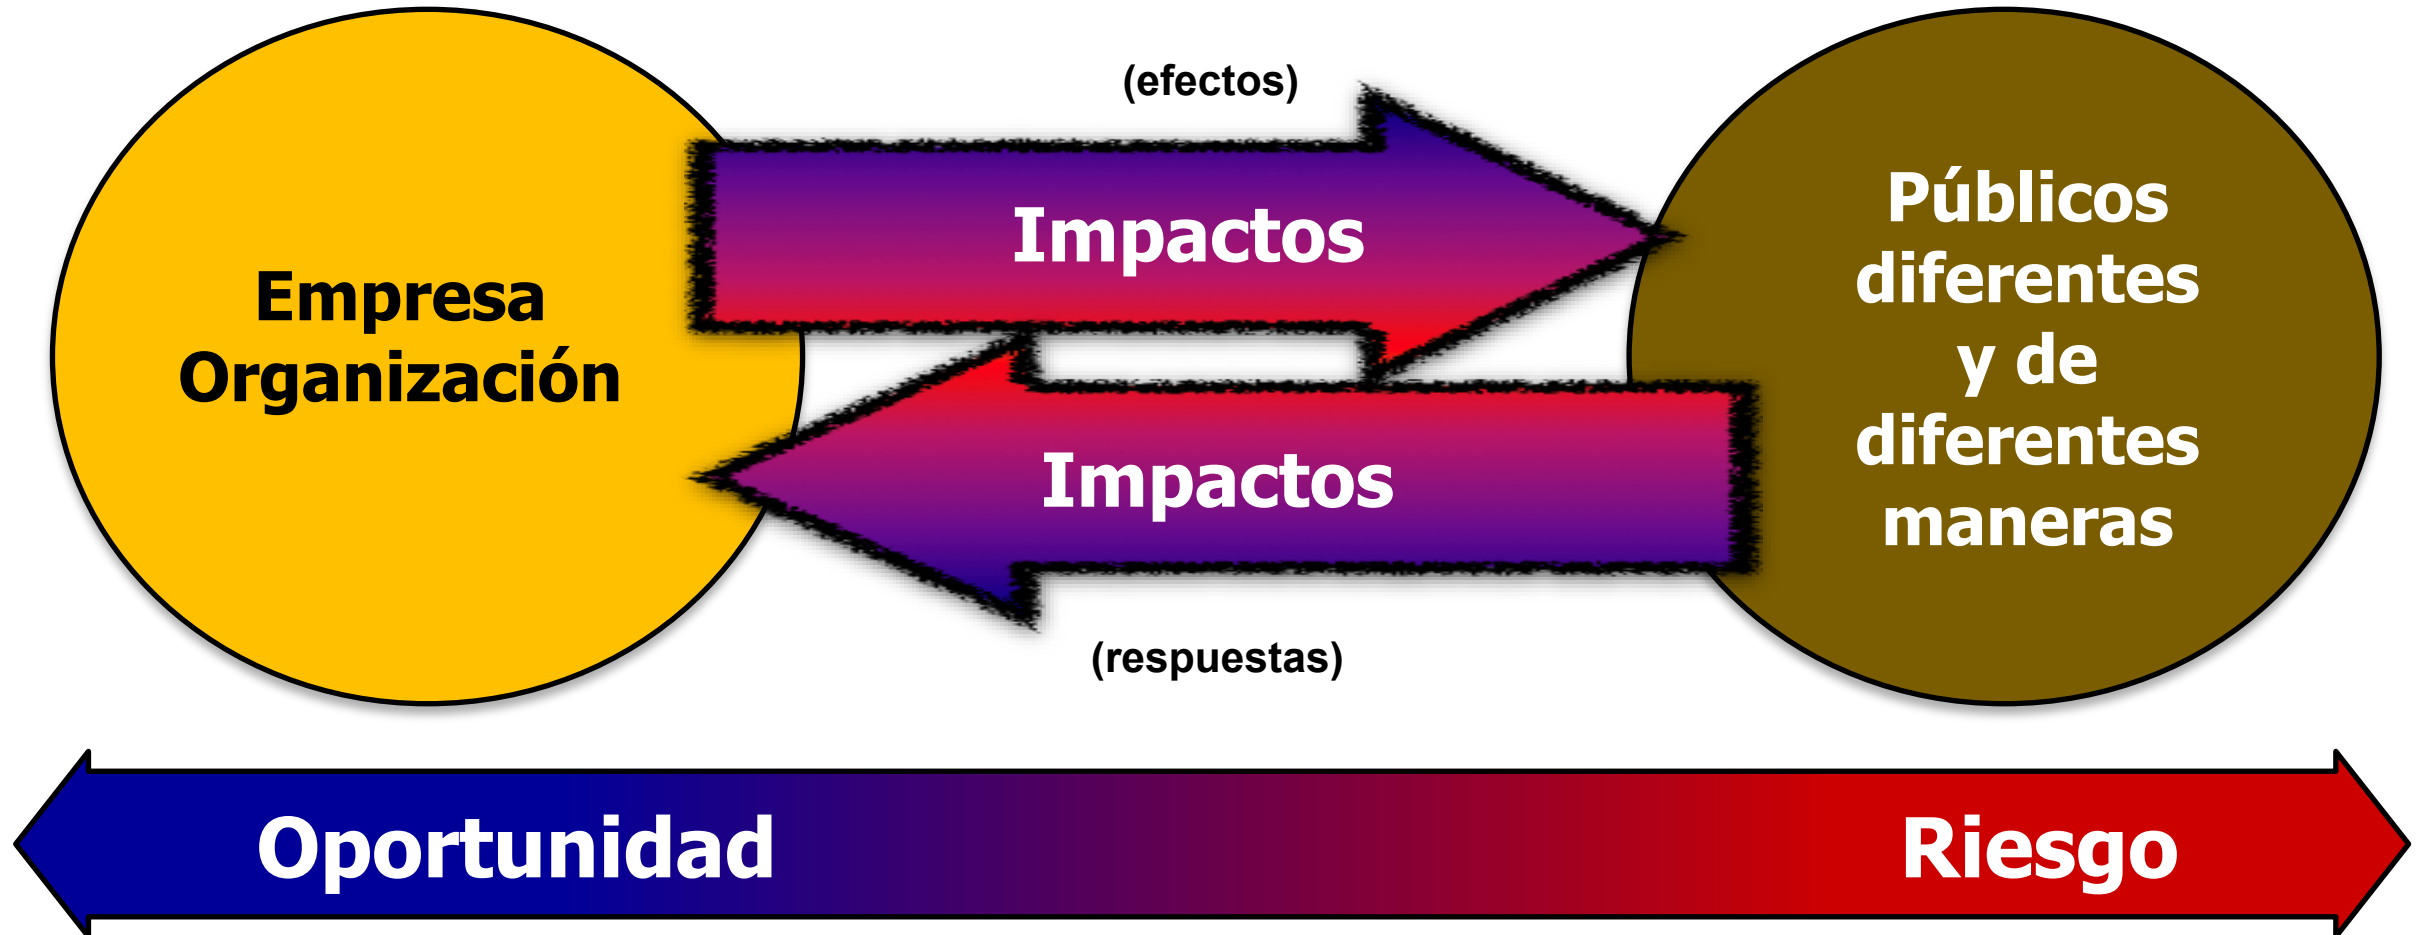 (efectos)
Impactos
Empresa
Organización
Públicos
diferentes
y de
diferentes
maneras
Impactos
(respuestas)
Oportunidad
Riesgo